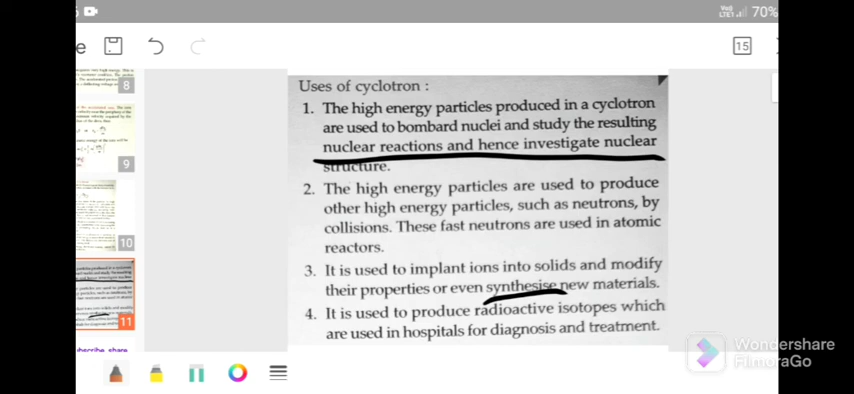 70%
15
8
9
10
11
Uses of cyclotron :
1. The high energy particles produced in a cyclotron
are used to bombard nuclei and study the resulting
nuclear reactions and hence investigate nuclear
structure.
2. The high energy particles are used to produce
other high energy particles, such as neutrons, by
collisions. These fast neutrons are used in atomic
reactors.
3. It is used to implant ions into solids and modify
their properties or even synthesise new materials.
4. It is used to produce radioactive isotopes which
are used in hospitals for diagnosis and treatment.
Wondershare
FilmoraGo